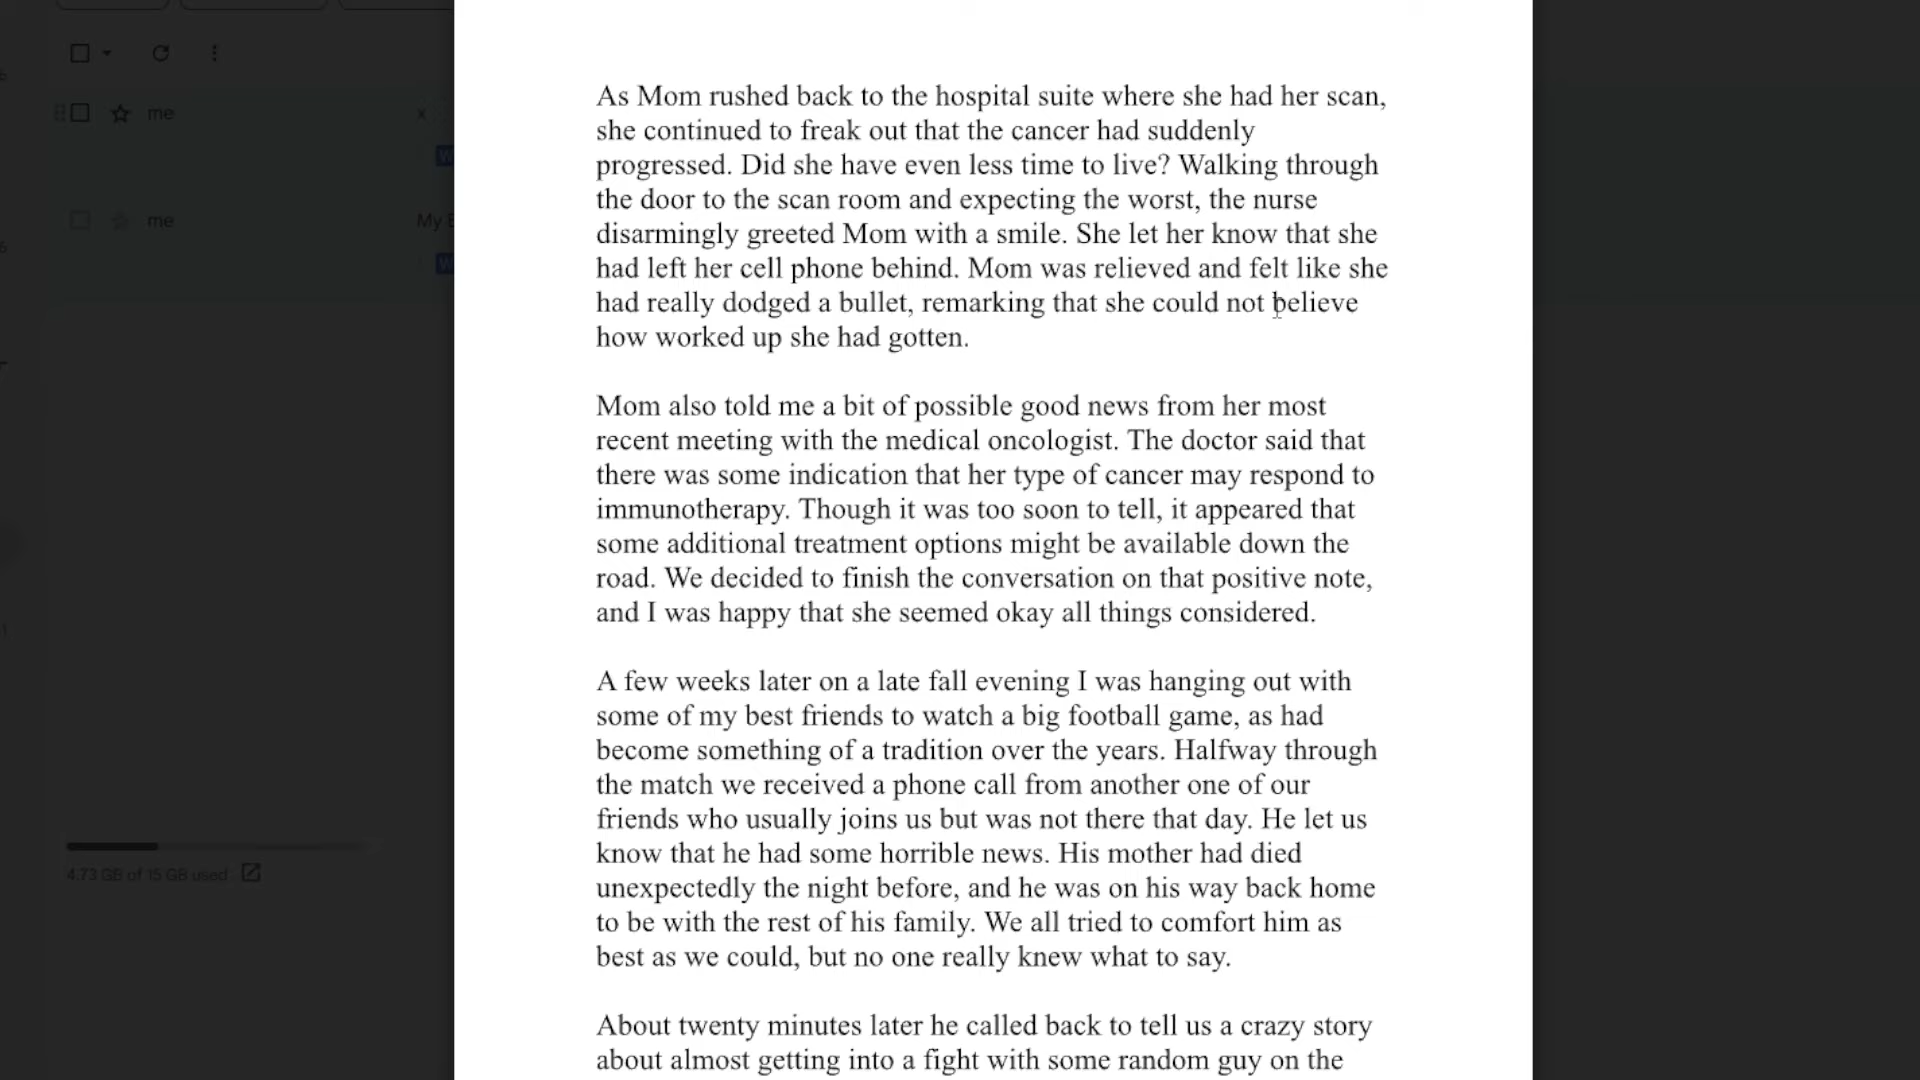 me
x
me
My
As Mom rushed back to the hospital suite where she had her scan,
she continued to freak out that the cancer had suddenly
progressed. Did she have even less time to live? Walking through
the door to the scan room and expecting the worst, the nurse
disarmingly greeted Mom with a smile. She let her know that she
had left her cell phone behind. Mom was relieved and felt like she
had really dodged a bullet, remarking that she could not believe
how worked up she had gotten.
Mom also told me a bit of possible good news from her most
recent meeting with the medical oncologist. The doctor said that
there was some indication that her type of cancer may respond to
immunotherapy. Though it was too soon to tell, it appeared that
some additional treatment options might be available down the
road. We decided to finish the conversation on that positive note,
and I was happy that she seemed okay all things considered.
A few weeks later on a late fall evening I was hanging out with
some of my best friends to watch a big football game, as had
become something of a tradition over the years. Halfway through
the match we received a phone call from another one of our
friends who usually joins us but was not there that day. He let us
know that he had some horrible news. His mother had died
unexpectedly the night before, and he was on his way back home
to be with the rest of his family. We all tried to comfort him as
best as we could, but no one really knew what to say.
About twenty minutes later he called back to tell us a crazy story
about almost getting into a fight with some random guy on the
4.73 GB of 15 GB used